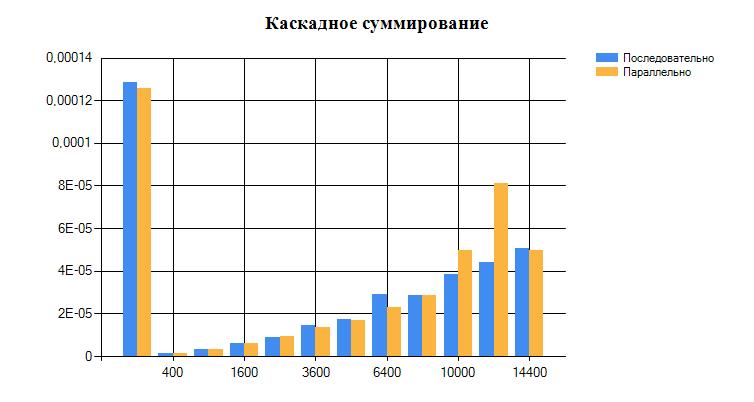 Каскадное суммирование
Последовательно
Параллельно
0,00014
0,00012
0,0001
8E-05
6E-05
4E-05
2E-05
0
400 1600 3600 6400 10000 14400